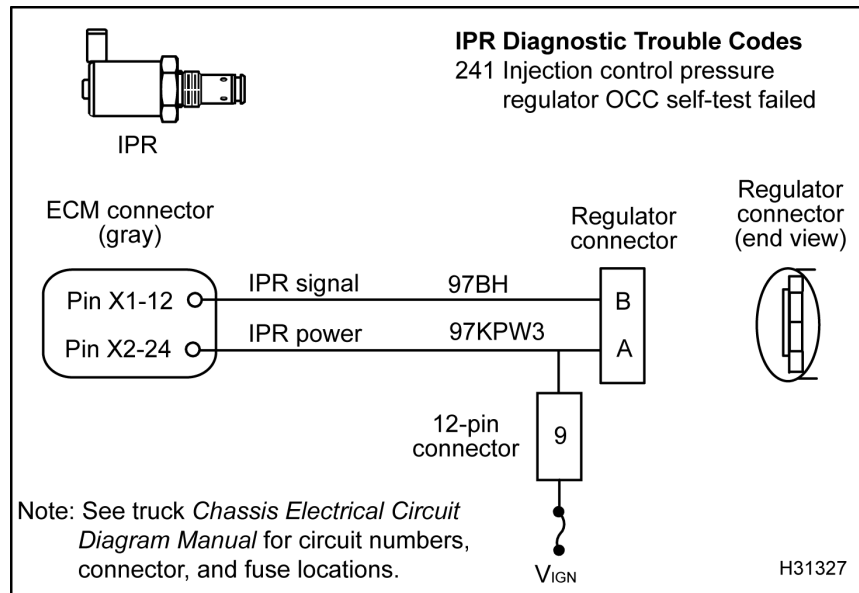 IPR Diagnostic Trouble Codes
241 Injection control pressure
regulator OCC self-test failed
IPR
ECM connector
(gray)
Regulator
connector
Regulator
connector
(end view)
Pin X1-12
IPR signal
97BH
B
Pin X2-24
IPR power
97KPW3
A
12-pin
connector
9
Note: See truck Chassis Electrical Circuit
Diagram Manual for circuit numbers,
connector, and fuse locations.
VIGN
H31327